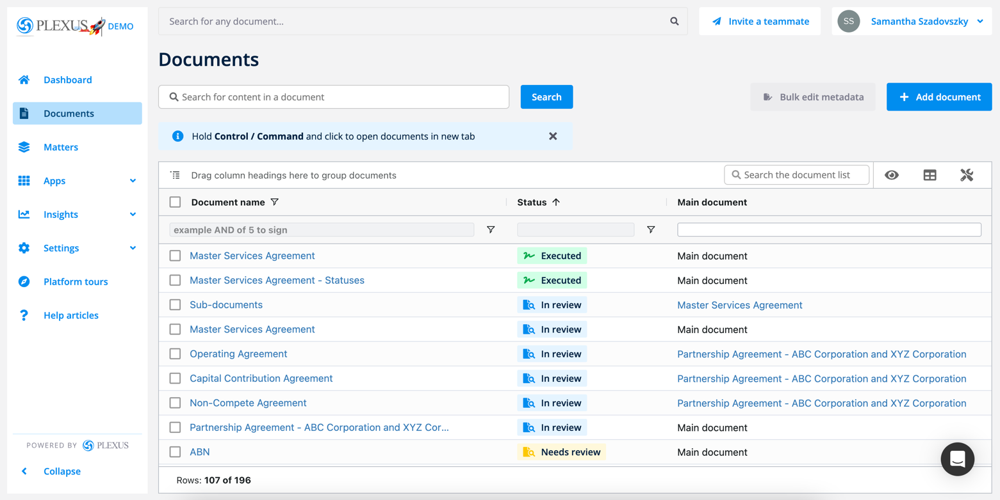 PLEXUS DEMO
Search for any document...
Invite a teammate
SS
Samantha Szadovszky
Dashboard
Documents
Matters
Apps
Insights
Settings
Platform tours
Help articles
POWERED BY PLEXUS
Collapse
Documents
Search for content in a document
Search
Bulk edit metadata
Add document
Hold Control / Command and click to open documents in new tab
Drag column headings here to group documents
Search the document list
Document name Status Main document
example AND of 5 to sign
Master Services Agreement Executed Main document
Master Services Agreement - Statuses Executed Main document
Sub-documents In review Master Services Agreement
Master Services Agreement In review Main document
Operating Agreement In review Partnership Agreement - ABC Corporation and XYZ Corporation
Capital Contribution Agreement In review Partnership Agreement - ABC Corporation and XYZ Corporation
Non-Compete Agreement In review Partnership Agreement - ABC Corporation and XYZ Corporation
Partnership Agreement - ABC Corporation and XYZ Cor... In review Main document
ABN Needs review Main document
Rows: 107 of 196